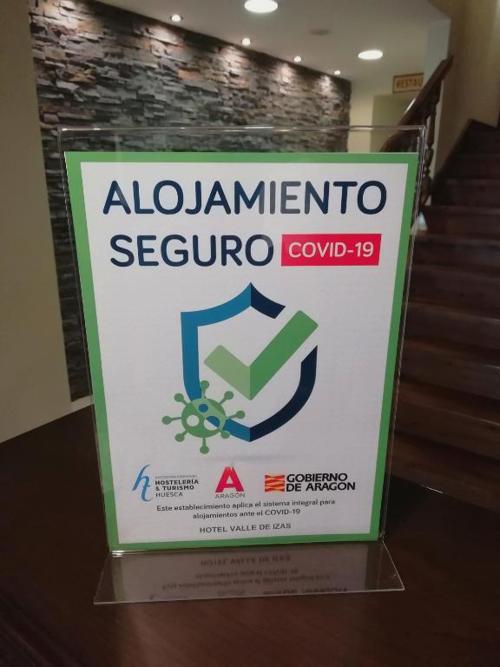 RESTAU
ALOJAMIENTO
SEGURO COVID-19
HOSTELERÍA
& TURISMO
HUESCA
ARAGÓN
GOBIERNO
DE ARAGON
Este establecimiento aplica el sistema integral para
alojamientos ante el COVID-19
HOTEL VALLE DE IZAS